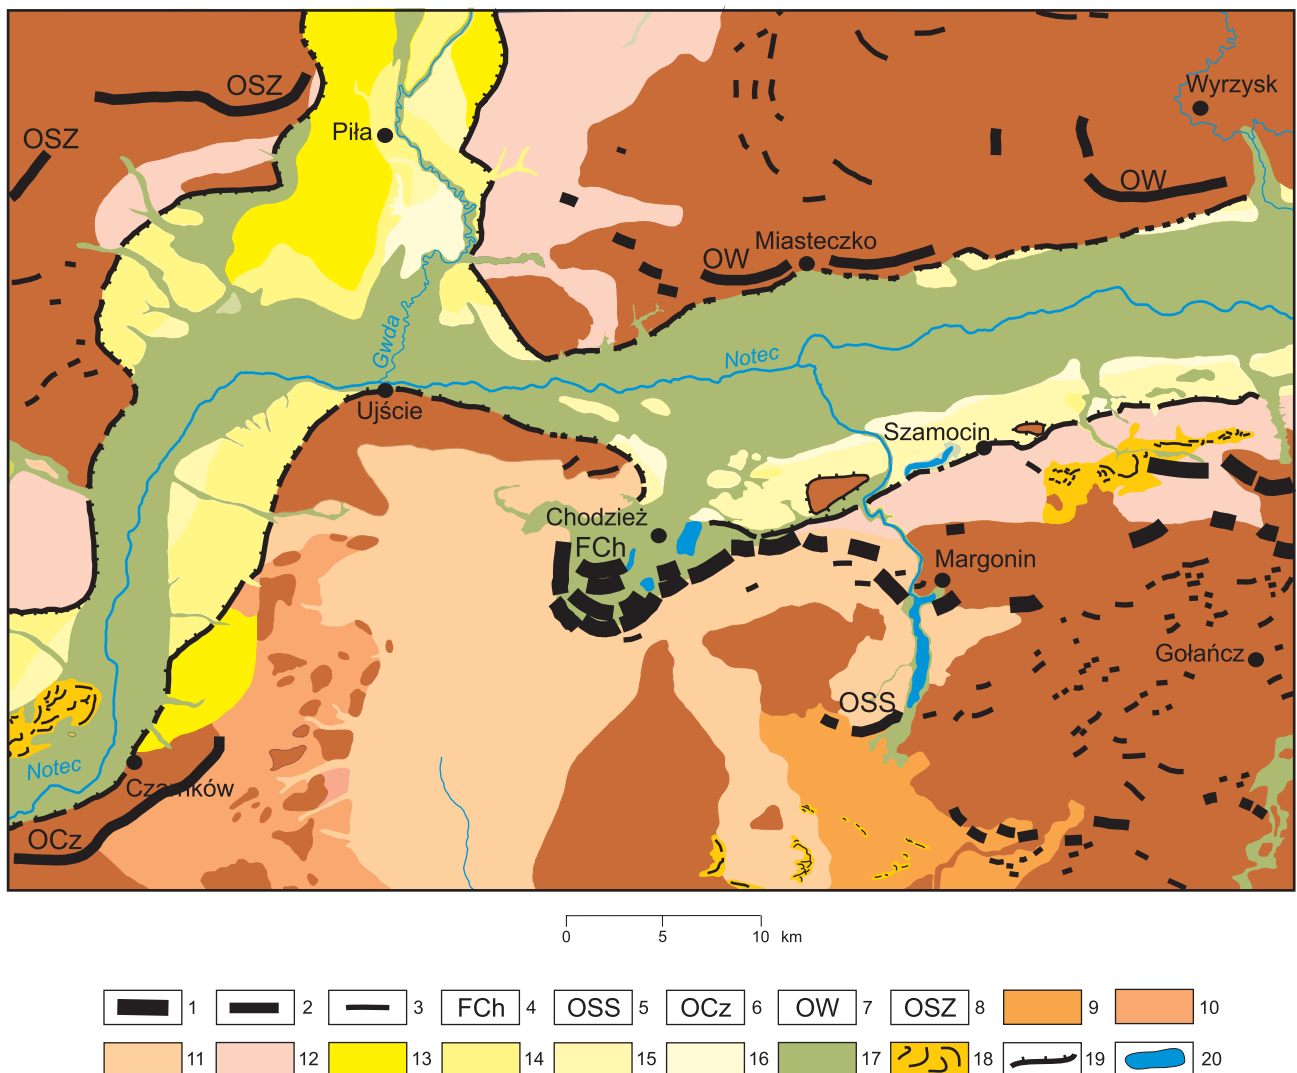 OSZ
Wyrzysk
Piła
OSZ
OW
Miasteczko
OW
Gwda
Notec
Ujście
Szamocin
Chodzież
FCh
Margonin
Gołańcz
OSS
Notec
Czarnków
OCz
0 5 10 km
1 2 3 FCh 4 OSS 5 OCz 6 OW 7 OSZ 8 9 10
11 12 13 14 15 16 17 18 19 20